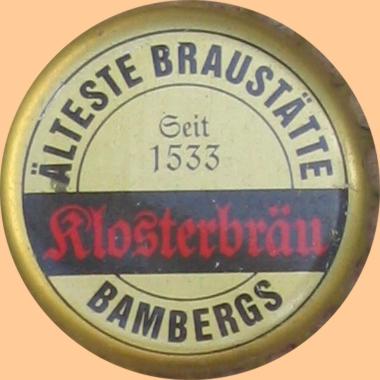 ÄLTESTE BRAUSTÄTTE
Seit
1533
Klosterbräu
BAMBERGS